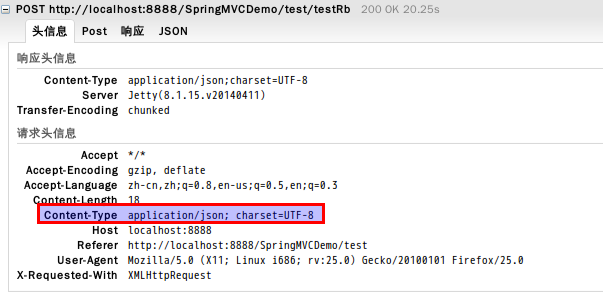 POST http://localhost:8888/SpringMVCDemo/test/testRb 200 OK 20.25s
头信息 Post 响应 JSON
响应头信息
Content-Type application/json;charset=UTF-8
Server Jetty(8.1.15.v20140411)
Transfer-Encoding chunked
请求头信息
Accept */*
Accept-Encoding gzip, deflate
Accept-Language zh-cn,zh;q=0.8,en-us;q=0.5,en;q=0.3
Content-Length 18
Content-Type application/json; charset=UTF-8
Host localhost:8888
Referer http://localhost:8888/SpringMVCDemo/test
User-Agent Mozilla/5.0 (X11; Linux i686; rv:25.0) Gecko/20100101 Firefox/25.0
X-Requested-With XMLHttpRequest